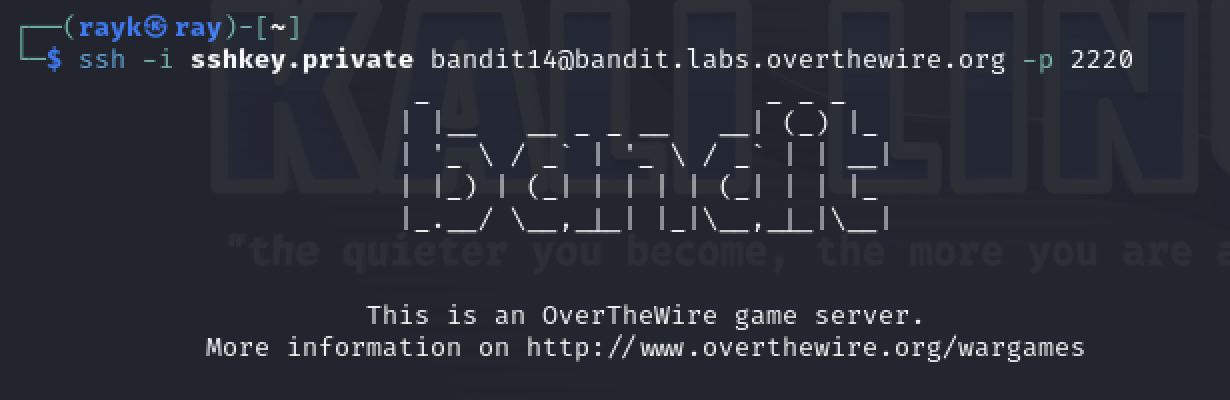 ┌──(rayk㉿ray)-[~]
└─$ ssh -i sshkey.private bandit14@bandit.labs.overthewire.org -p 2220
bandit
"the quieter you become, the more you are a
This is an OverTheWire game server.
More information on http://www.overthewire.org/wargames